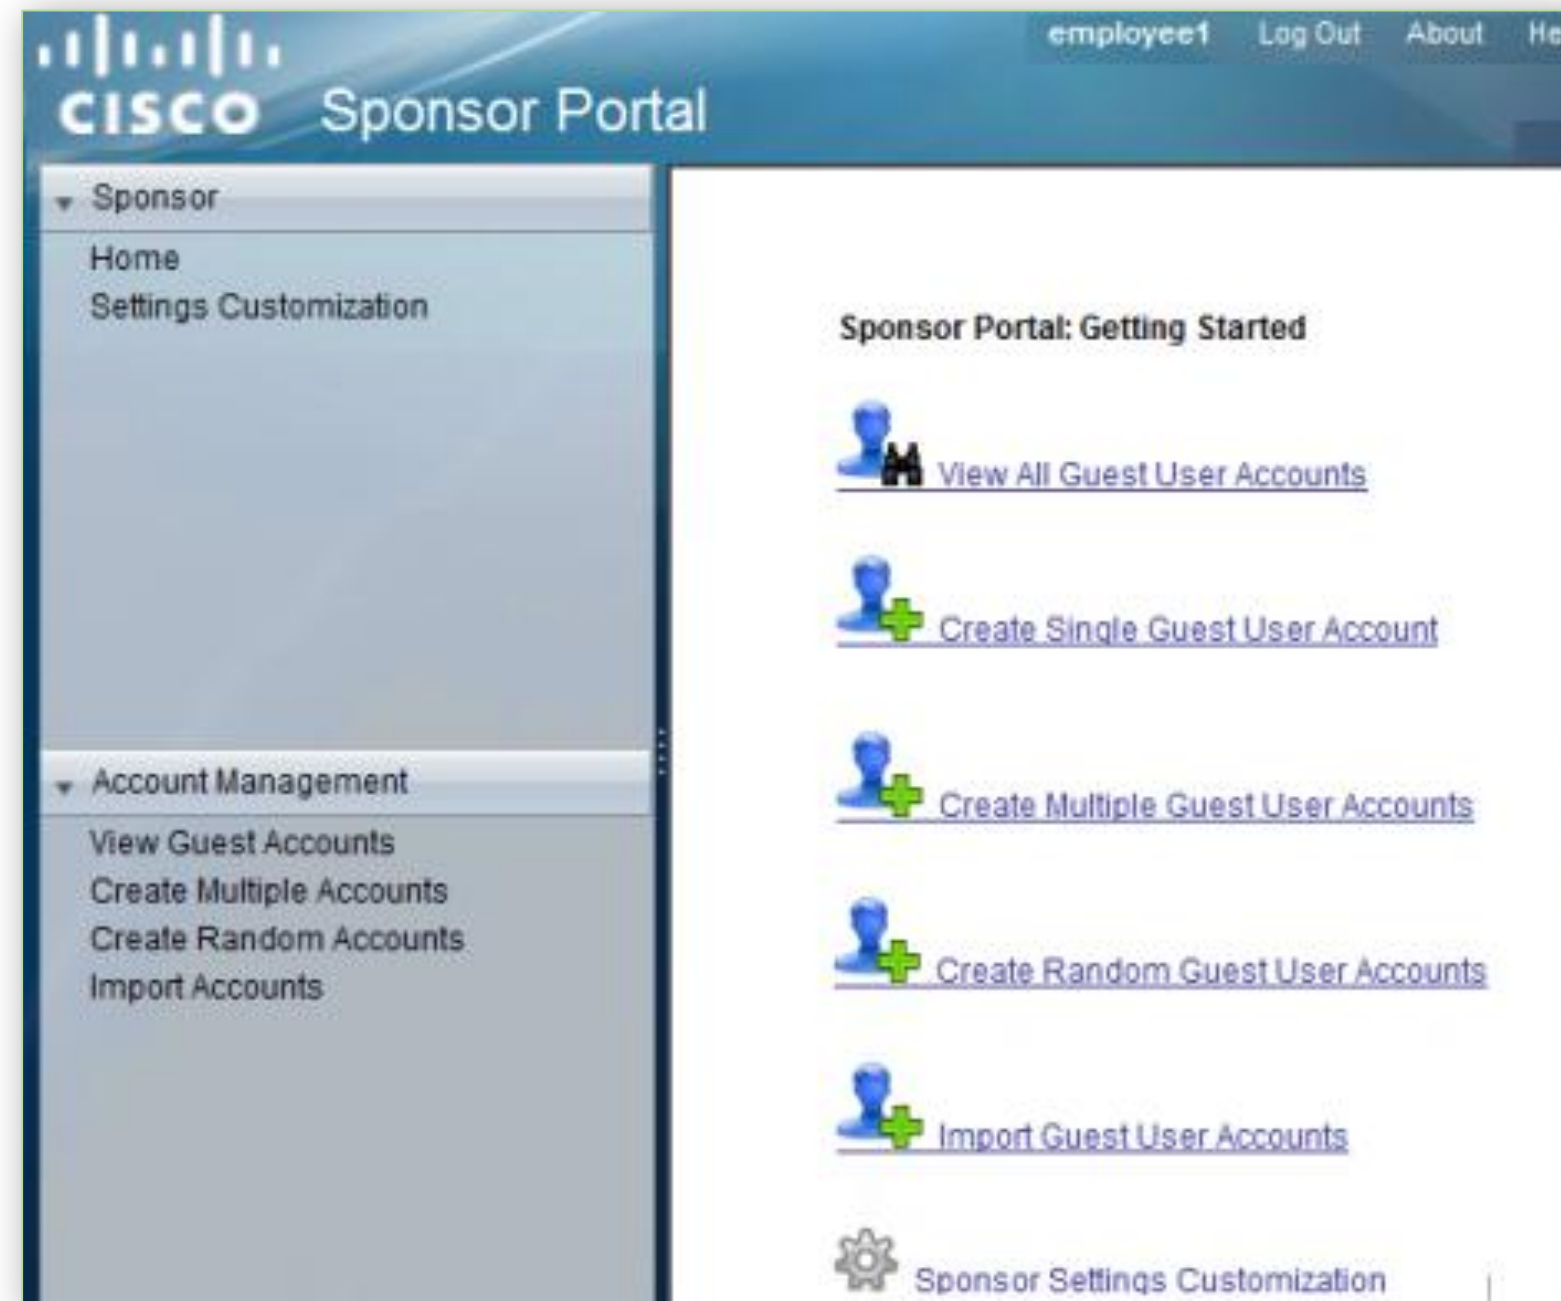 employee1 Log Out About He
CISCO Sponsor Portal
Sponsor
Home
Settings Customization
Account Management
View Guest Accounts
Create Multiple Accounts
Create Random Accounts
Import Accounts
Sponsor Portal: Getting Started
View All Guest User Accounts
Create Single Guest User Account
Create Multiple Guest User Accounts
Create Random Guest User Accounts
Import Guest User Accounts
Sponsor Settings Customization